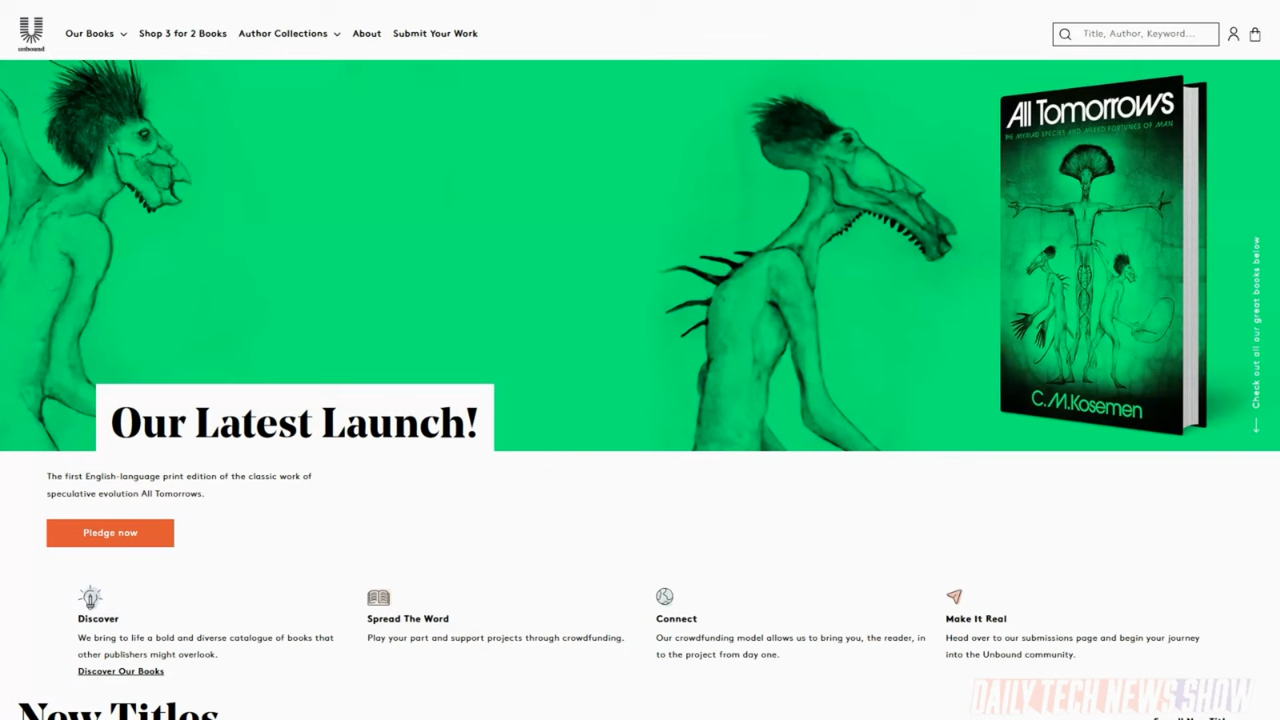 unbound
Our Books
Shop 3 for 2 Books
Author Collections
About
Submit Your Work
Title, Author, Keyword...
All Tomorrows
THE MYRIAD SPECIES AND MIXED FORTUNES OF MAN
C.M.Kosemen
Check out all our great books below
Our Latest Launch!
The first English-language print edition of the classic work of
speculative evolution All Tomorrows.
Pledge now
Discover
We bring to life a bold and diverse catalogue of books that
other publishers might overlook.
Discover Our Books
Spread The Word
Play your part and support projects through crowdfunding.
Connect
Our crowdfunding model allows us to bring you, the reader, in
to the project from day one.
Make It Real
Head over to our submissions page and begin your journey
into the Unbound community.
DAILY TECH NEWS SHOW
New Titles